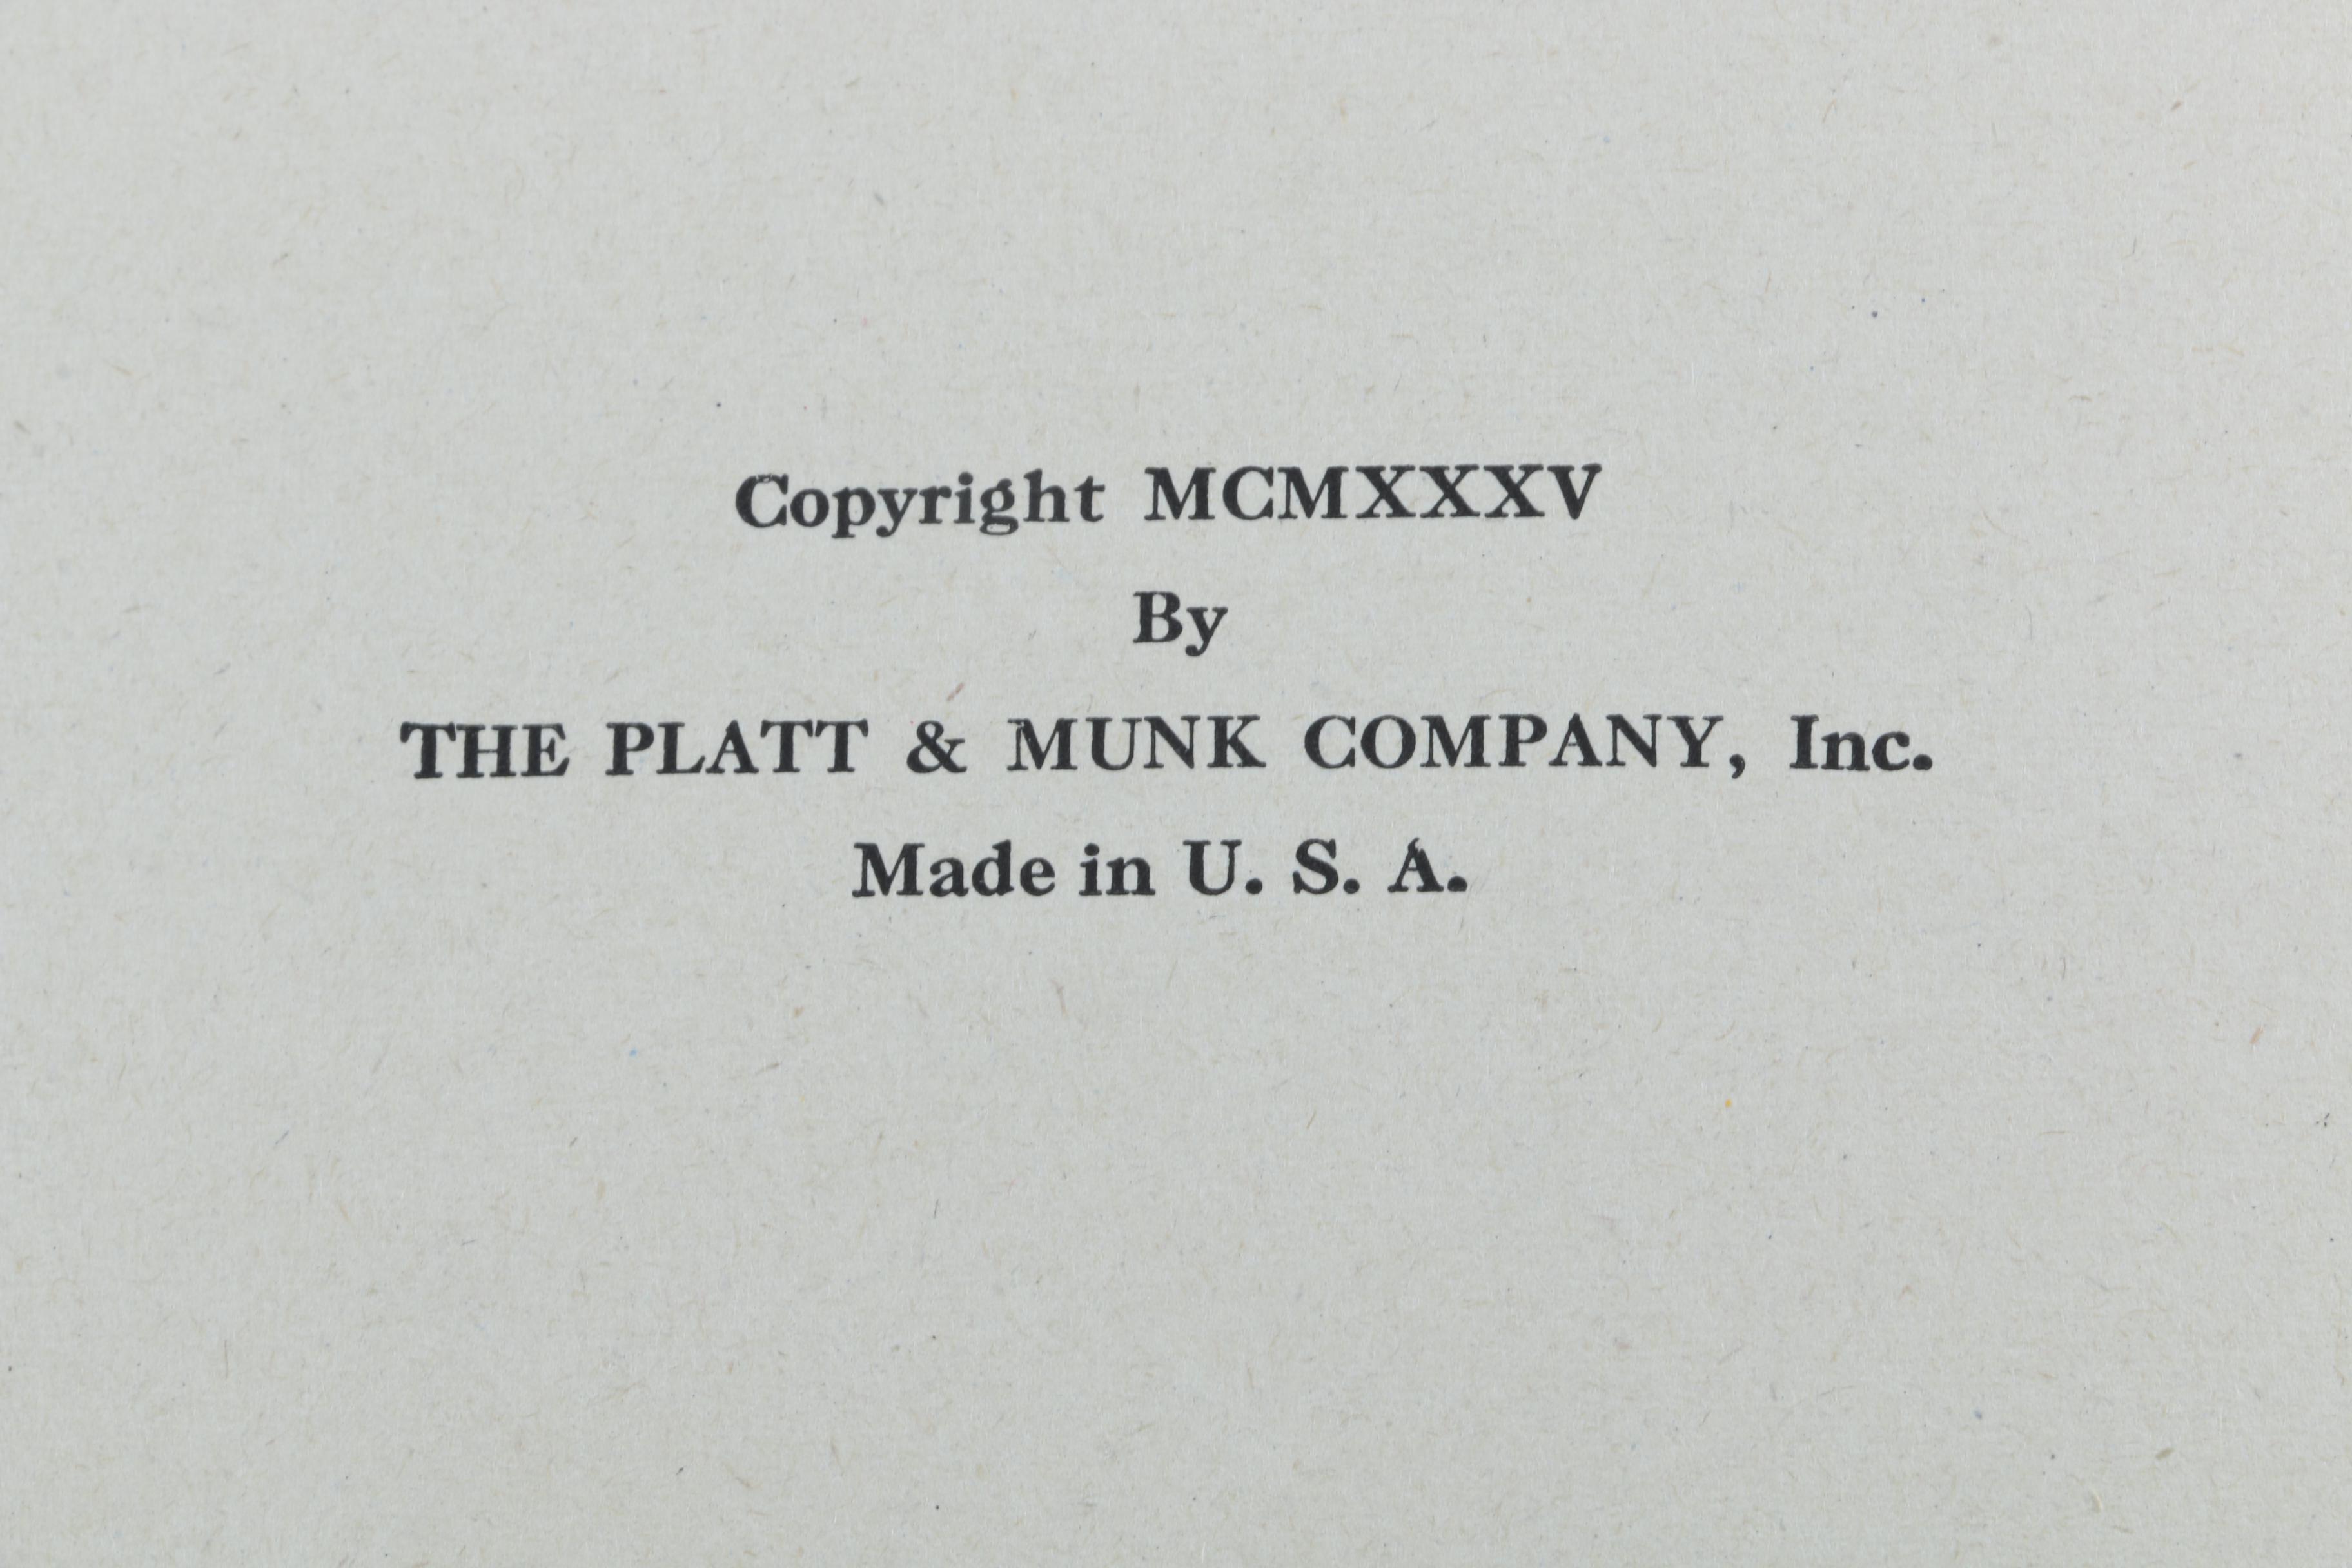 Copyright MCMXXXV
By
THE PLATT & MUNK COMPANY, Inc.
Made in U. S. A.